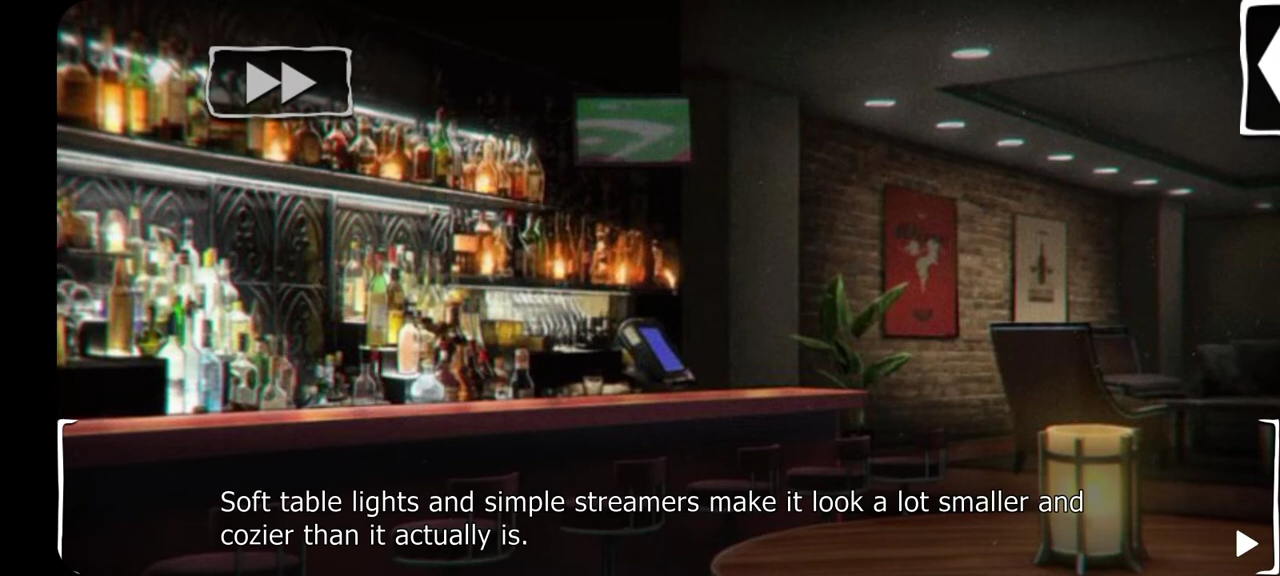 Soft table lights and simple streamers make it look a lot smaller and
cozier than it actually is.